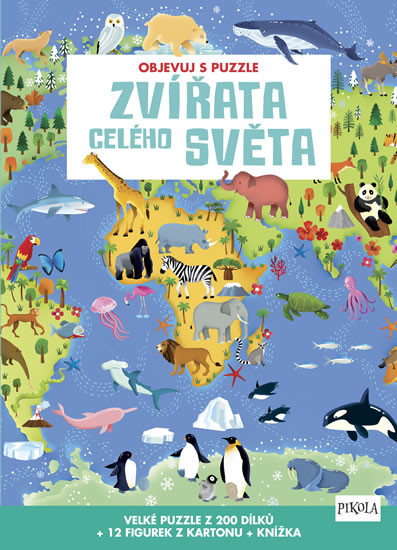 OBJEVUJ S PUZZLE
ZVÍŘATA
CELÉHO SVĚTA
PIKOLA
VELKÉ PUZZLE Z 200 DÍLKŮ
+ 12 FIGUREK Z KARTONU + KNÍŽKA